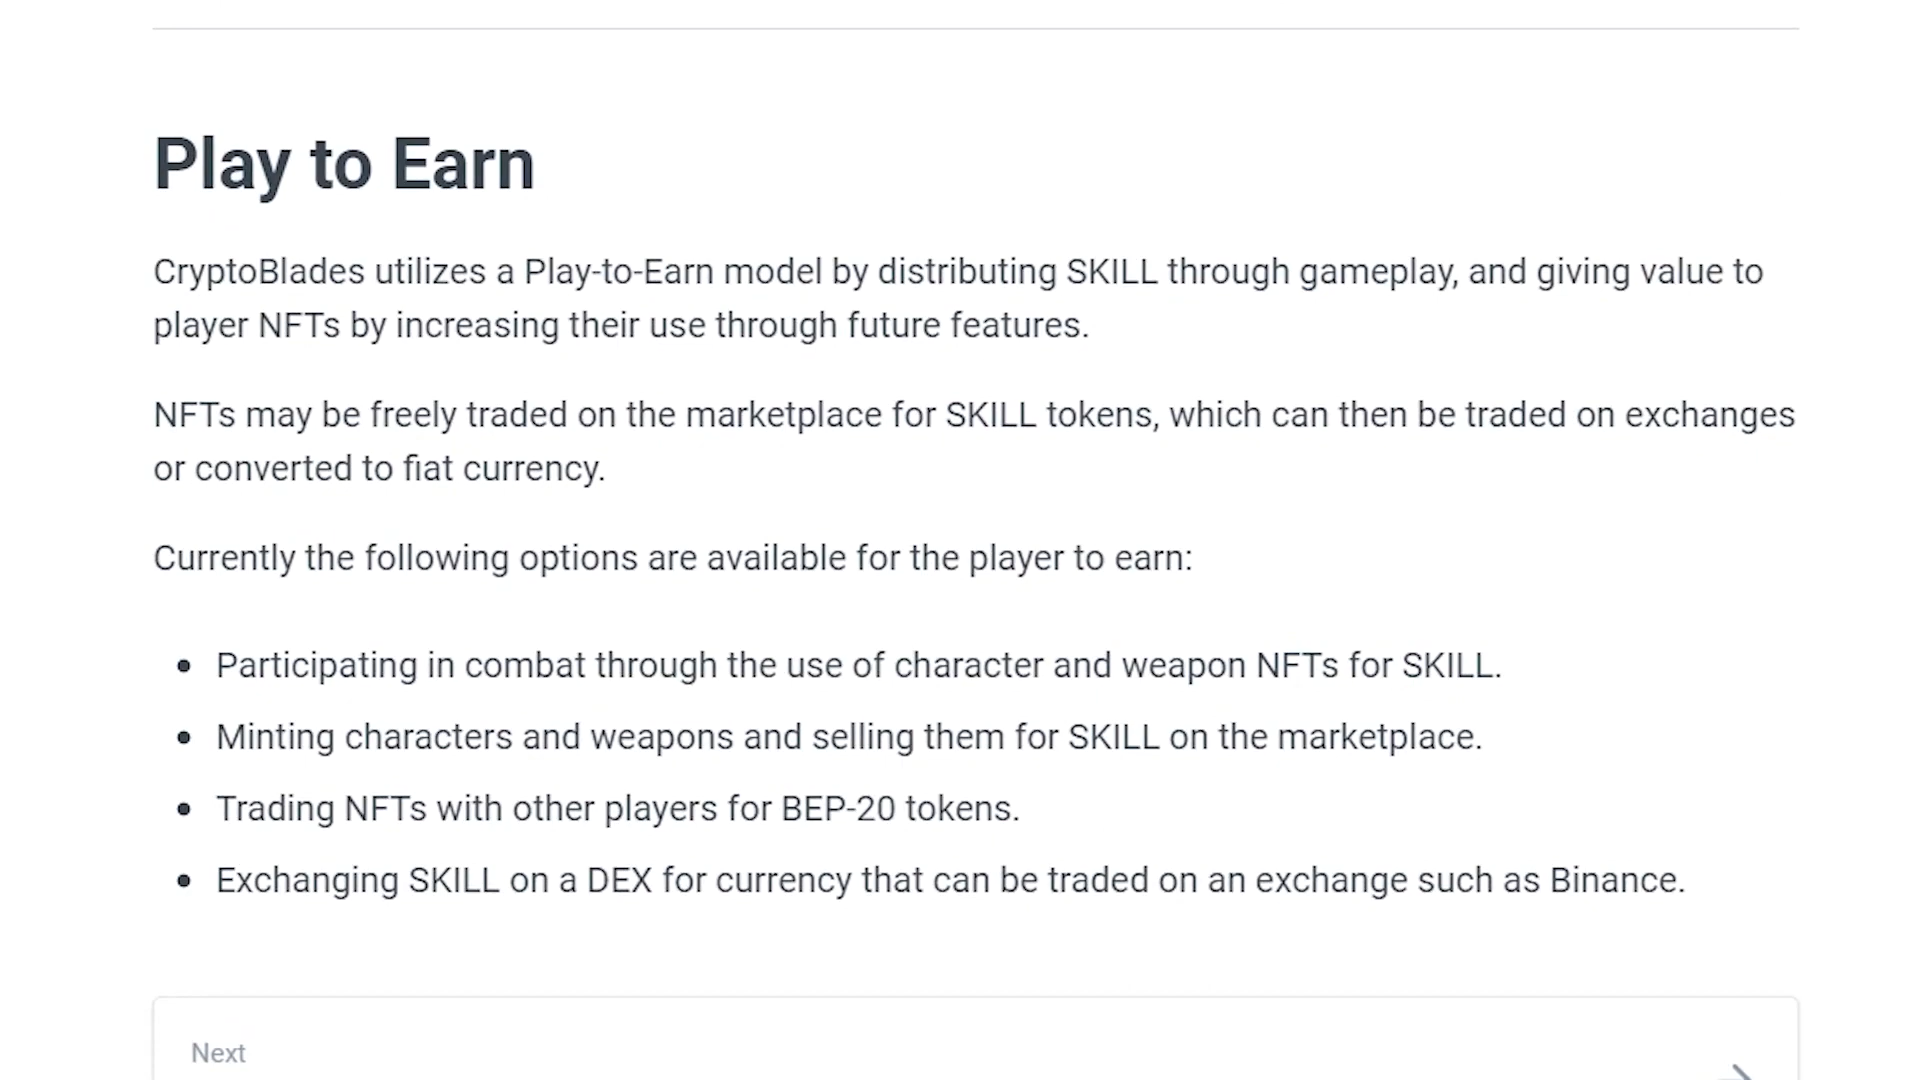 Play to Earn
CryptoBlades utilizes a Play-to-Earn model by distributing SKILL through gameplay, and giving value to
player NFTs by increasing their use through future features.
NFTs may be freely traded on the marketplace for SKILL tokens, which can then be traded on exchanges
or converted to fiat currency.
Currently the following options are available for the player to earn:
Participating in combat through the use of character and weapon NFTs for SKILL.
Minting characters and weapons and selling them for SKILL on the marketplace.
Trading NFTs with other players for BEP-20 tokens.
Exchanging SKILL on a DEX for currency that can be traded on an exchange such as Binance.
Next